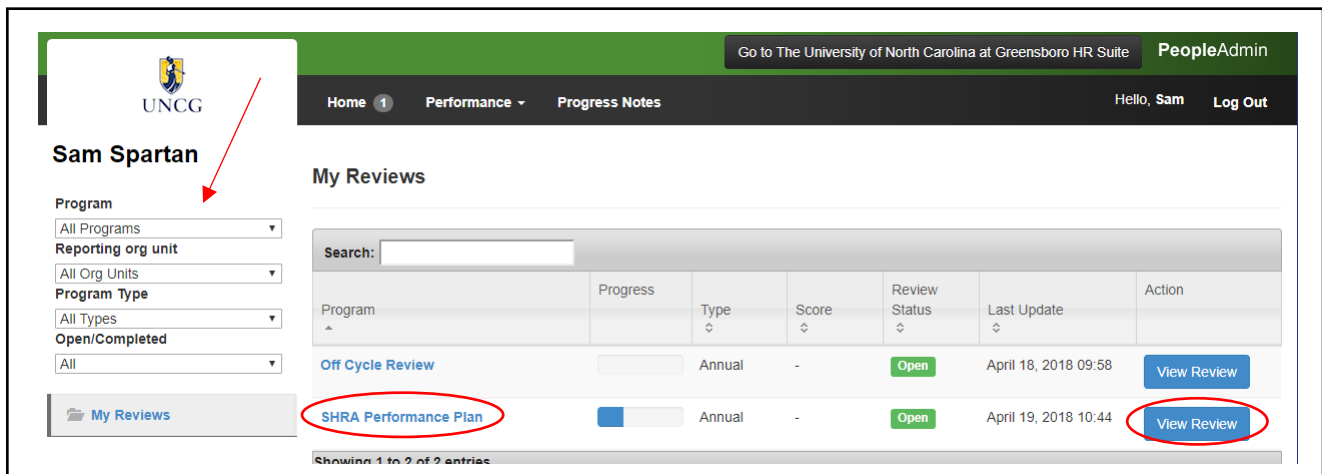 Go to The University of North Carolina at Greensboro HR Suite PeopleAdmin
UNCG
Home 1 Performance Progress Notes Hello, Sam Log Out
Sam Spartan
My Reviews
Program
All Programs
Reporting org unit
All Org Units
Program Type
All Types
Open/Completed
All
My Reviews
Search:
Program Progress Type Score Review Status Last Update Action
Off Cycle Review Annual - Open April 18, 2018 09:58 View Review
SHRA Performance Plan Annual - Open April 19, 2018 10:44 View Review
Showing 1 to 2 of 2 entries